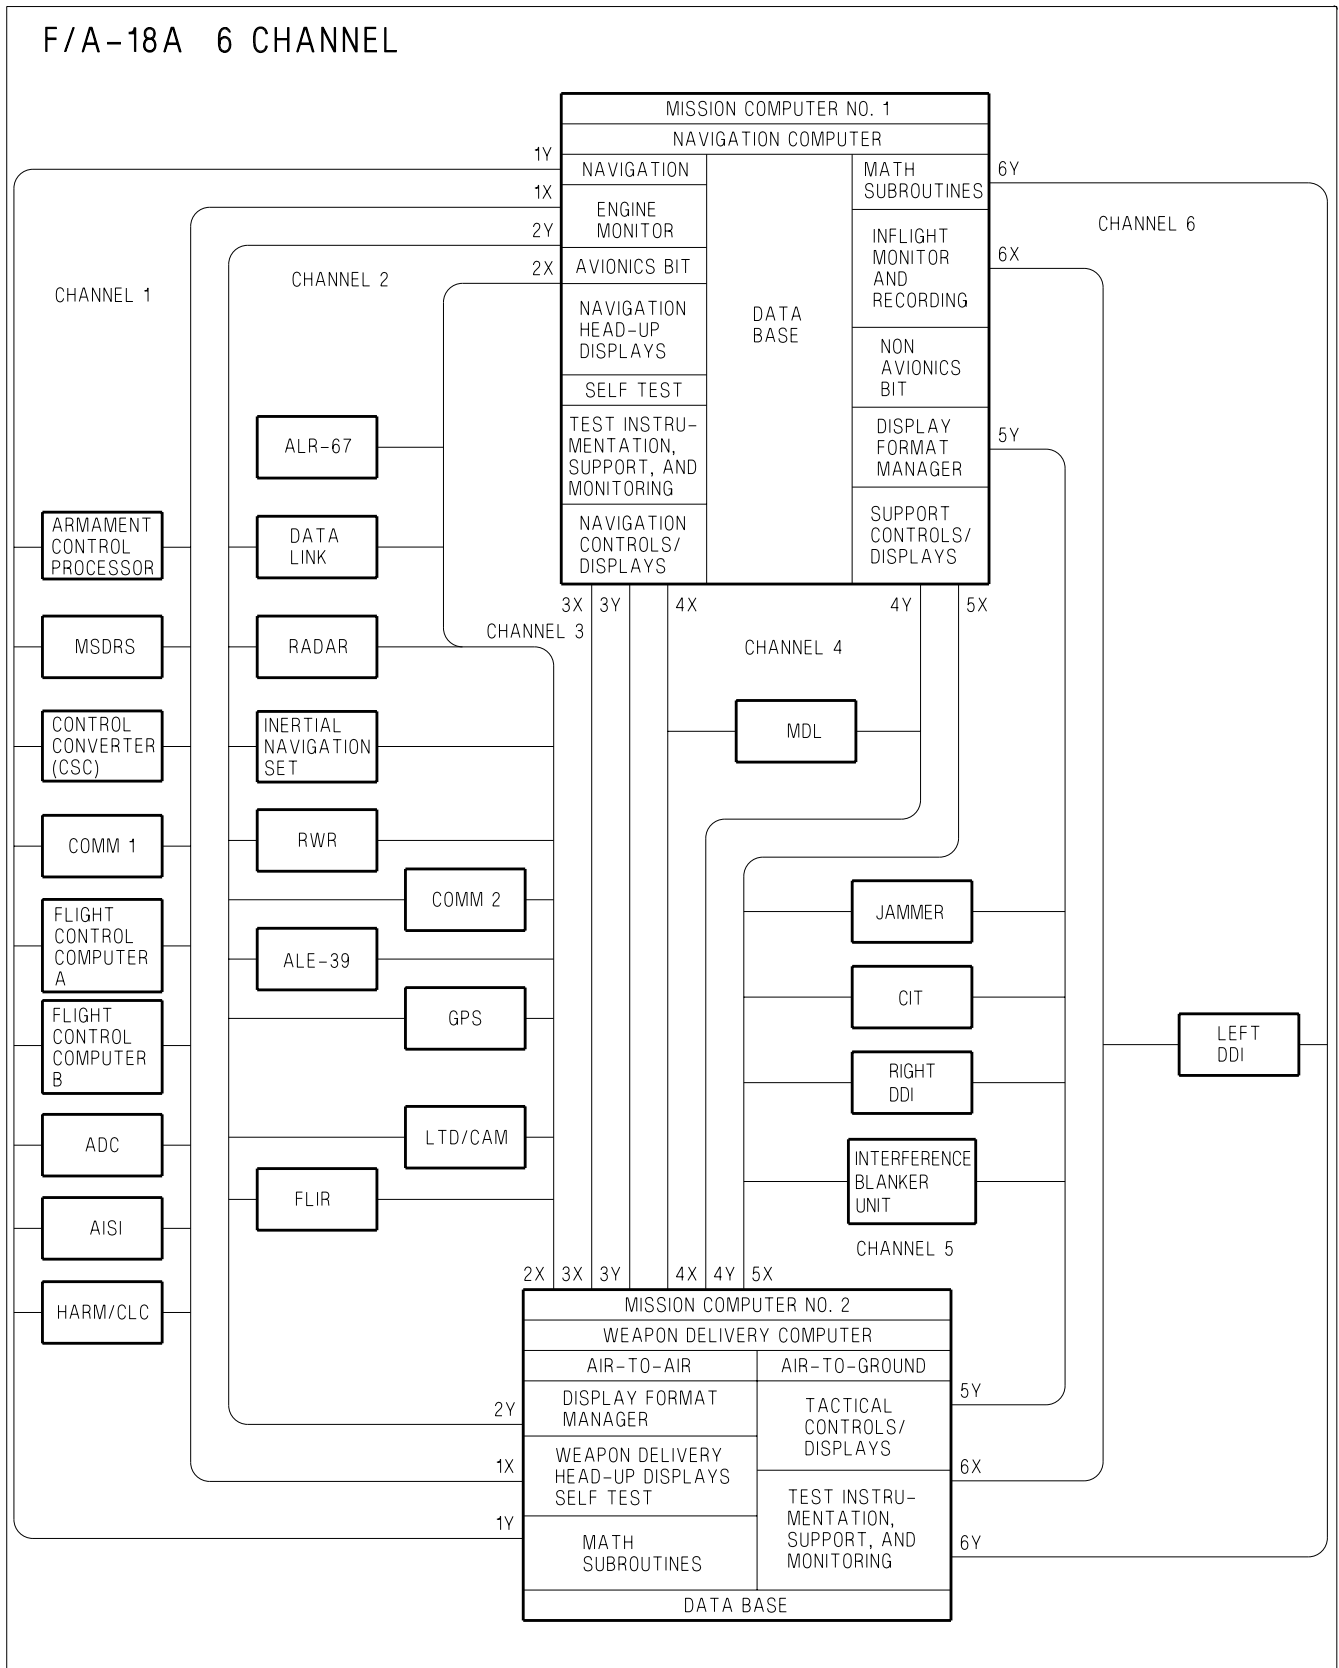 F/A-18A 6 CHANNEL
MISSION COMPUTER NO. 1
NAVIGATION COMPUTER
1Y
NAVIGATION
1X
ENGINE
MONITOR
2Y
2X
AVIONICS BIT
NAVIGATION
HEAD-UP
DISPLAYS
SELF TEST
TEST INSTRU-
MENTATION,
SUPPORT, AND
MONITORING
NAVIGATION
CONTROLS/
DISPLAYS
DATA
BASE
MATH
SUBROUTINES
INFLIGHT
MONITOR
AND
RECORDING
NON
AVIONICS
BIT
DISPLAY
FORMAT
MANAGER
SUPPORT
CONTROLS/
DISPLAYS
6Y
CHANNEL 6
6X
5Y
CHANNEL 1
CHANNEL 2
3X
3Y
4X
4Y
5X
CHANNEL 3
CHANNEL 4
ARMAMENT
CONTROL
PROCESSOR
MSDRS
CONTROL
CONVERTER
(CSC)
COMM 1
FLIGHT
CONTROL
COMPUTER
A
FLIGHT
CONTROL
COMPUTER
B
ADC
AISI
HARM/CLC
ALR-67
DATA
LINK
RADAR
INERTIAL
NAVIGATION
SET
RWR
COMM 2
ALE-39
GPS
LTD/CAM
FLIR
MDL
JAMMER
CIT
RIGHT
DDI
INTERFERENCE
BLANKER
UNIT
CHANNEL 5
LEFT
DDI
2X
3X
3Y
4X
4Y
5X
MISSION COMPUTER NO. 2
WEAPON DELIVERY COMPUTER
AIR-TO-AIR
AIR-TO-GROUND
DISPLAY FORMAT
MANAGER
WEAPON DELIVERY
HEAD-UP DISPLAYS
SELF TEST
MATH
SUBROUTINES
TACTICAL
CONTROLS/
DISPLAYS
TEST INSTRU-
MENTATION,
SUPPORT, AND
MONITORING
DATA BASE
2Y
1X
1Y
5Y
6X
6Y